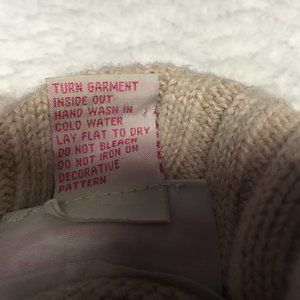 TURN GARMENT
INSIDE OUT
HAND WASH IN
COLD WATER
LAY FLAT TO DRY
DO NOT BLEACH
DO NOT IRON ON
DECORATIVE
PATTERN